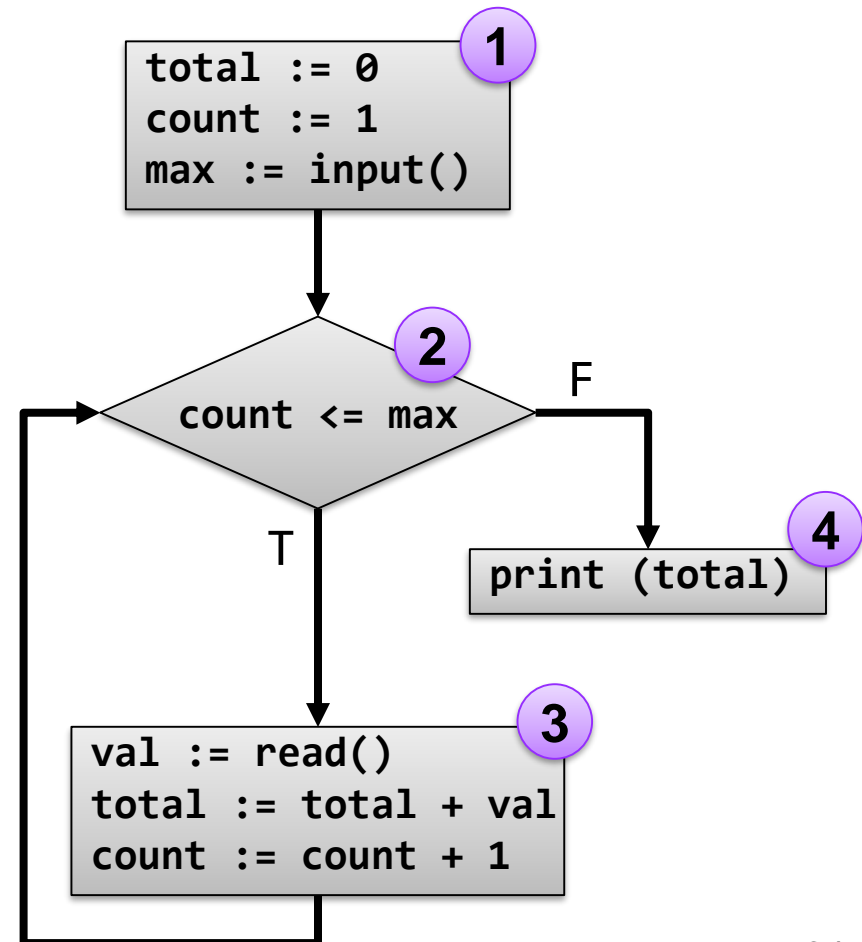 1
total := 0
count := 1
max := input()
2
count <= max
F
T
4
print (total)
3
val := read()
total := total + val
count := count + 1